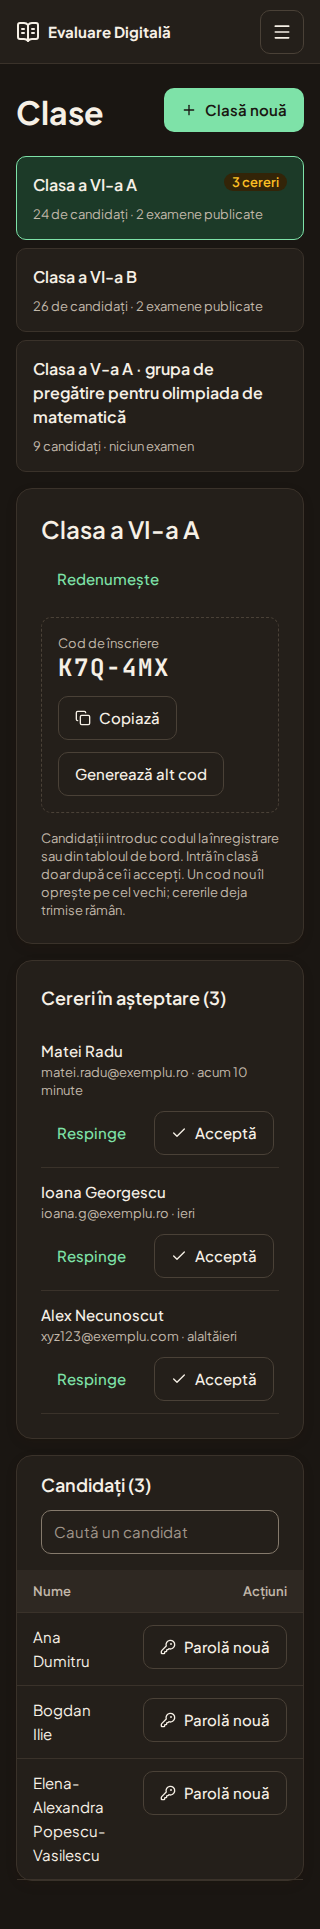 Evaluare Digitală
Clase
Clasă nouă
Clasa a VI-a A
3 cereri
24 de candidați · 2 examene publicate
Clasa a VI-a B
26 de candidați · 2 examene publicate
Clasa a V-a A · grupa de
pregătire pentru olimpiada de
matematică
9 candidați · niciun examen
Clasa a VI-a A
Redenumește
Cod de înscriere
K7Q-4MX
Copiază
Generează alt cod
Candidații introduc codul la înregistrare
sau din tabloul de bord. Intră în clasă
doar după ce îi accepți. Un cod nou îl
oprește pe cel vechi; cererile deja
trimise rămân.
Cereri în așteptare (3)
Matei Radu
matei.radu@exemplu.ro · acum 10
minute
Respinge
Acceptă
Ioana Georgescu
ioana.g@exemplu.ro · ieri
Respinge
Acceptă
Alex Necunoscut
xyz123@exemplu.com · alaltăieri
Respinge
Acceptă
Candidați (3)
Caută un candidat
Nume
Acțiuni
Ana
Dumitru
Parolă nouă
Bogdan
Ilie
Parolă nouă
Elena-
Alexandra
Popescu-
Vasilescu
Parolă nouă